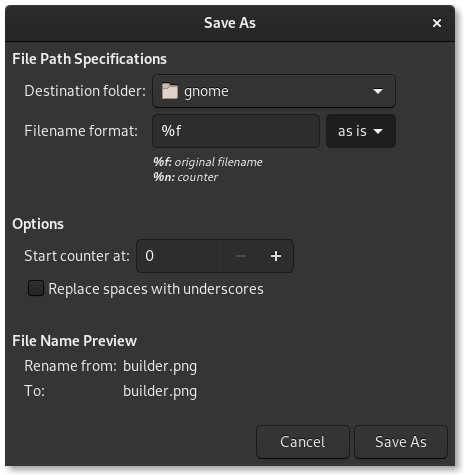 Save As
File Path Specifications
Destination folder: gnome
Filename format: %f as is
%f: original filename
%n: counter
Options
Start counter at: 0 − +
Replace spaces with underscores
File Name Preview
Rename from: builder.png
To: builder.png
Cancel Save As